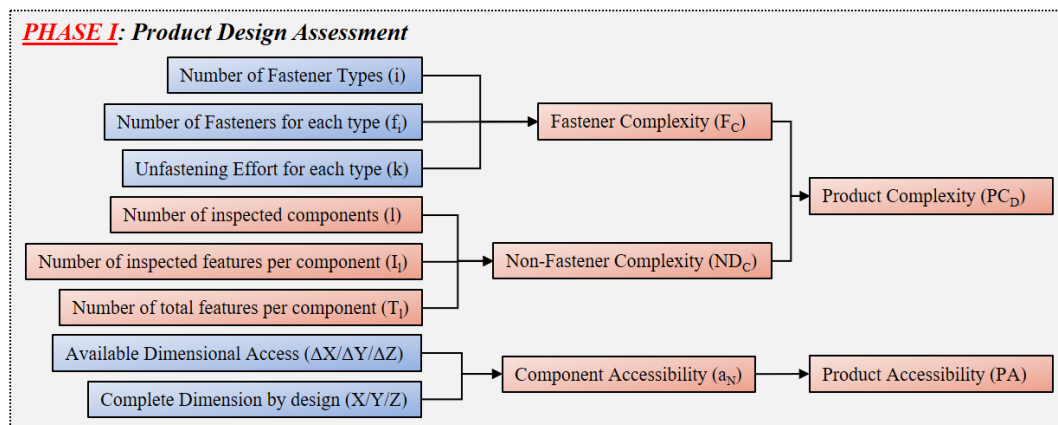 PHASE I: Product Design Assessment
Number of Fastener Types (i)
Number of Fasteners for each type (fi)
Unfastening Effort for each type (k)
Fastener Complexity (FC)
Number of inspected components (l)
Number of inspected features per component (Il)
Number of total features per component (Tl)
Non-Fastener Complexity (NDC)
Product Complexity (PCD)
Available Dimensional Access (ΔX/ΔY/ΔZ)
Complete Dimension by design (X/Y/Z)
Component Accessibility (aN)
Product Accessibility (PA)